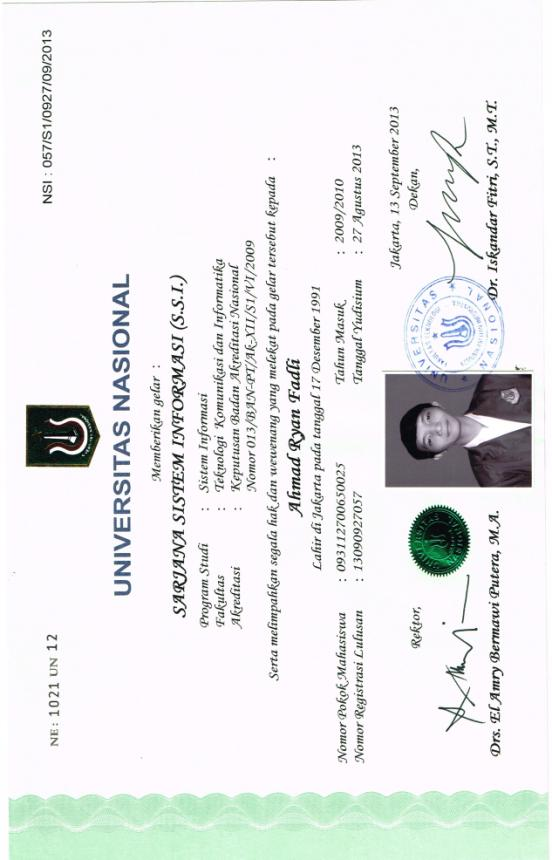 NE : 1021 UN 12
NSI : 057/S1/0927/09/2013
UNIVERSITAS NASIONAL
Memberikan gelar :
SARJANA SISTEM INFORMASI (S.S.I.)
Program Studi : Sistem Informasi
Fakultas : Teknologi Komunikasi dan Informatika
Akreditasi : Keputusan Badan Akreditasi Nasional
Nomor 013/BAN-PT/Ak-XII/S1/VI/2009
Serta melimpahkan segala hak dan wewenang yang melekat pada gelar tersebut kepada :
Ahmad Ryan Fadli
Lahir di Jakarta pada tanggal 17 Desember 1991
Nomor Pokok Mahasiswa : 093112700650025 Tahun Masuk : 2009/2010
Nomor Registrasi Lulusan : 13090927057 Tanggal Yudisium : 27 Agustus 2013
Jakarta, 13 September 2013
Rektor,
Dekan,
UNIVERSITAS NASIONAL
Drs. El Amry Bermawi Putera, M.A.
Dr. Iskandar Fitri, S.T., M.T.